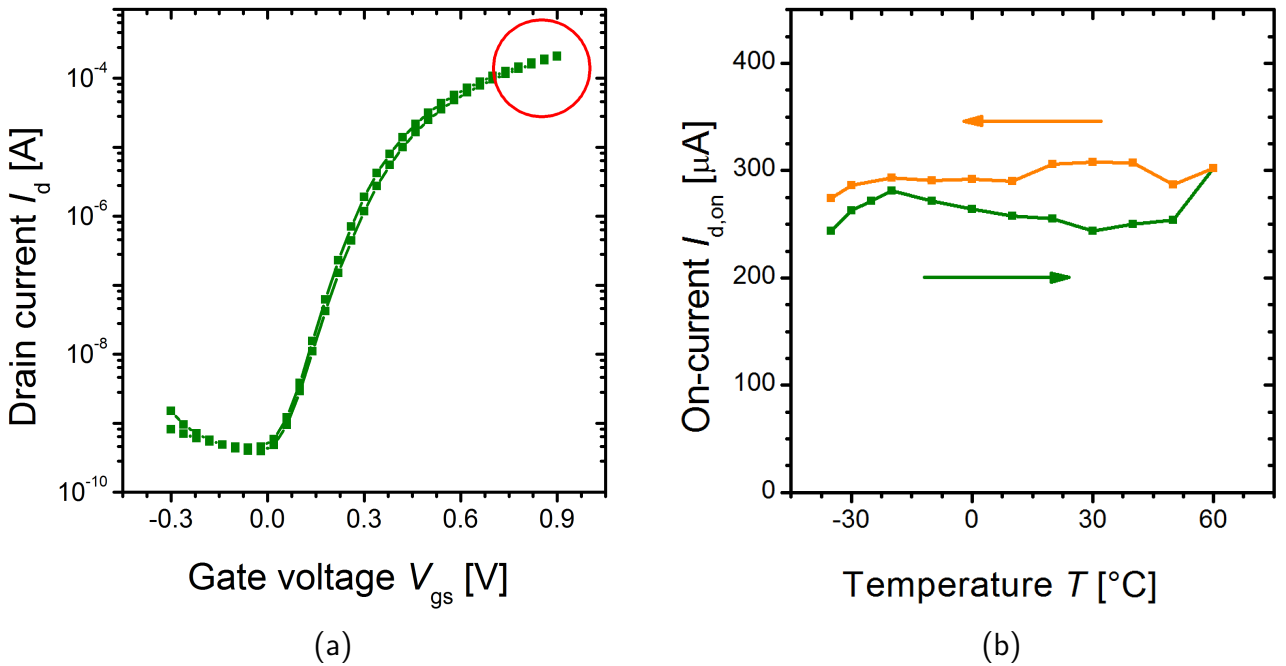 Drain current I_d [A]
10^-4
10^-6
10^-8
10^-10
-0.3 0.0 0.3 0.6 0.9
Gate voltage V_gs [V]
(a)
On-current I_d,on [µA]
400
300
200
100
0
-30 0 30 60
Temperature T [°C]
(b)